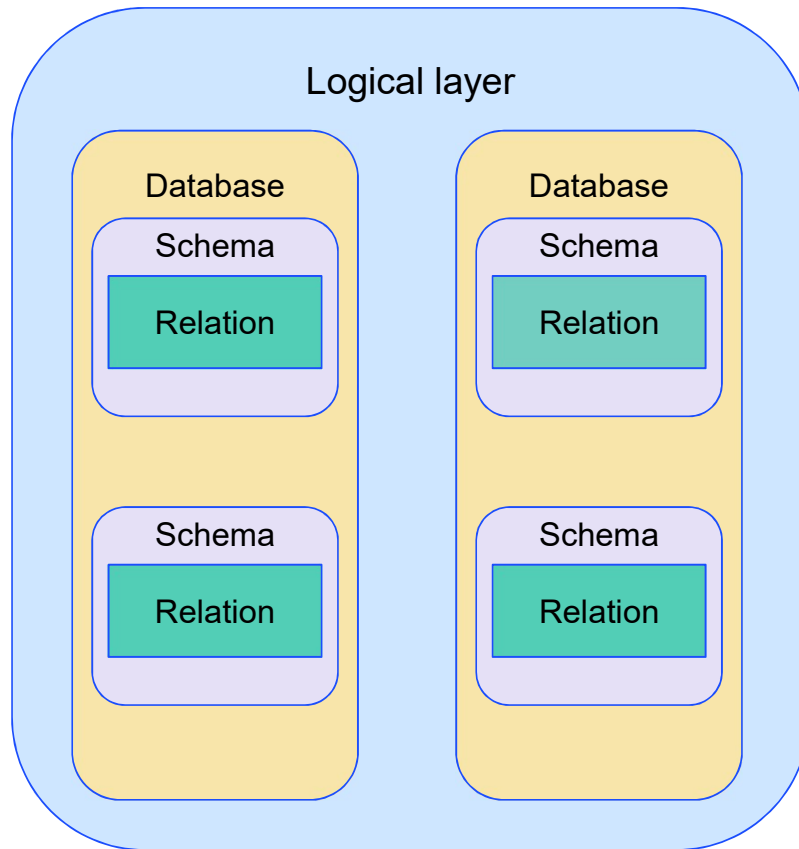 Logical layer
Database
Schema
Relation
Schema
Relation
Database
Schema
Relation
Schema
Relation